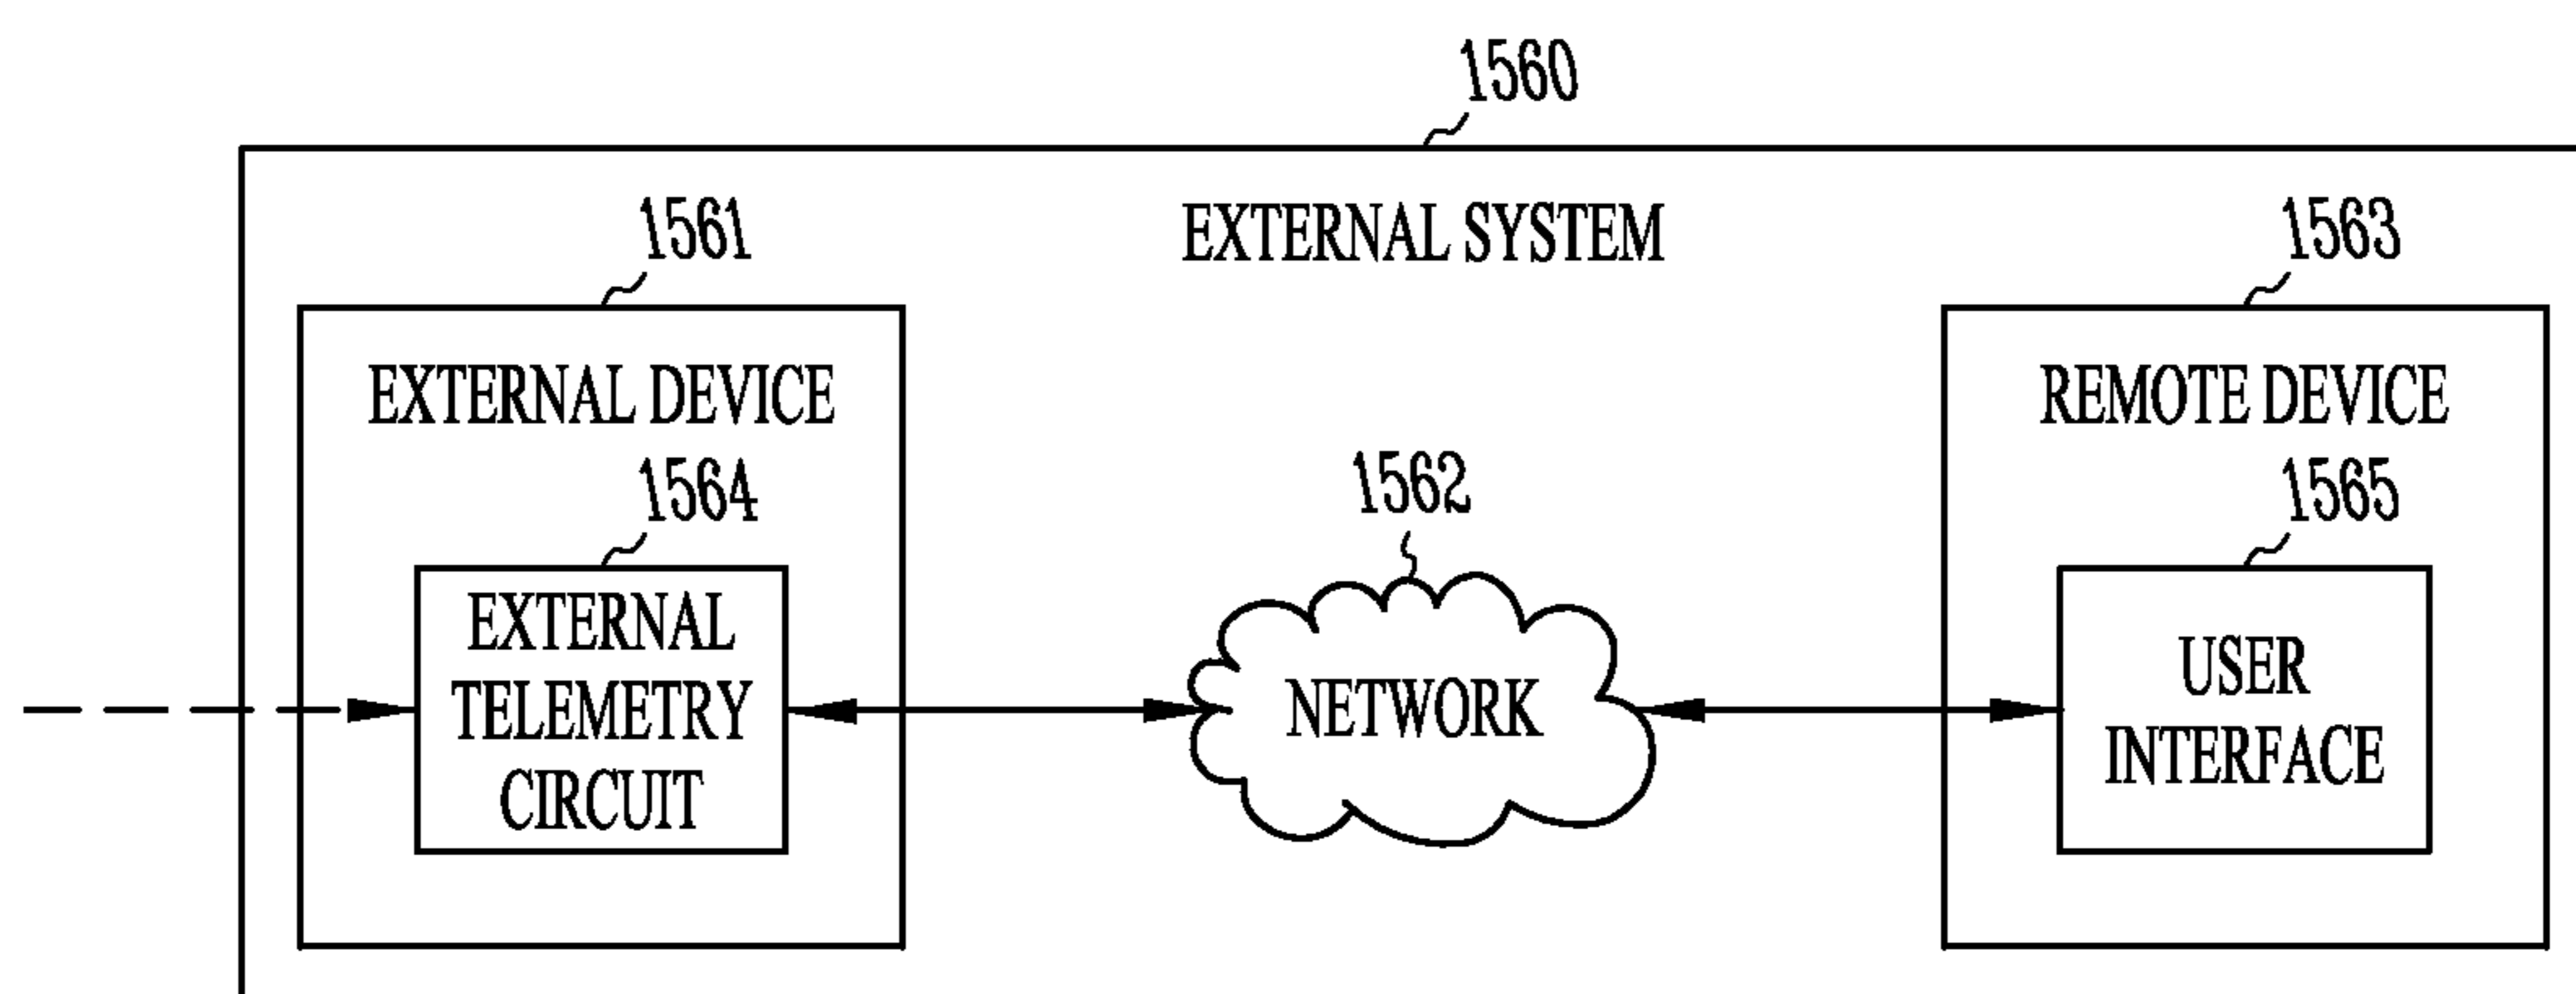 1560
EXTERNAL SYSTEM
1561
EXTERNAL DEVICE
1564
EXTERNAL
TELEMETRY
CIRCUIT
1562
NETWORK
1563
REMOTE DEVICE
1565
USER
INTERFACE